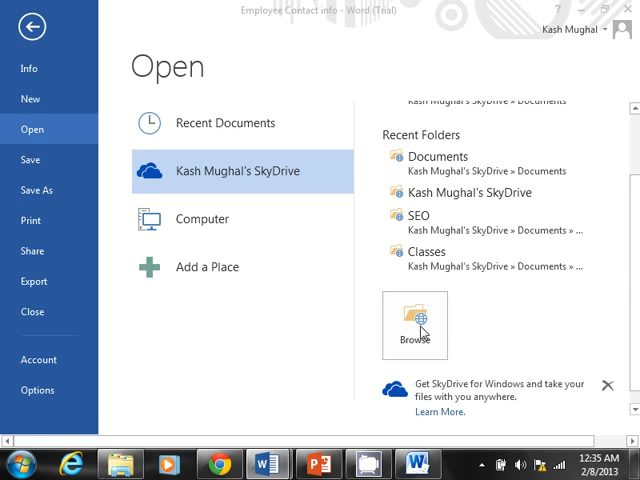 Employee Contact info - Word (Trial)
?
Kash Mughal
Info
New
Open
Save
Save As
Print
Share
Export
Close
Account
Options
Open
Recent Documents
Kash Mughal's SkyDrive
Computer
Add a Place
Kash Mughal's SkyDrive » Documents
Recent Folders
Documents
Kash Mughal's SkyDrive » Documents
Kash Mughal's SkyDrive
SEO
Kash Mughal's SkyDrive » Documents » ...
Classes
Kash Mughal's SkyDrive » Documents » ...
Browse
Get SkyDrive for Windows and take your
files with you anywhere.
Learn More.
12:35 AM
2/8/2013